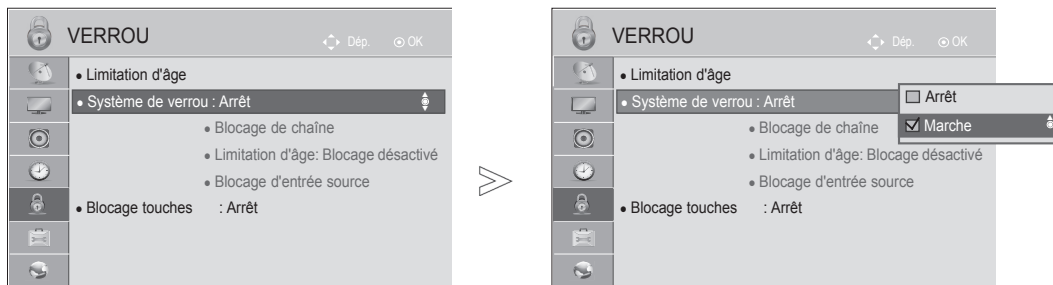 VERROU
Dép. OK
• Limitation d'âge
• Système de verrou : Arrêt
• Blocage de chaîne
• Limitation d'âge: Blocage désactivé
• Blocage d'entrée source
• Blocage touches : Arrêt
>
VERROU
Dép. OK
• Limitation d'âge
• Système de verrou : Arrêt
Arrêt
Marche
• Blocage de chaîne
• Limitation d'âge: Blocage désactivé
• Blocage d'entrée source
• Blocage touches : Arrêt